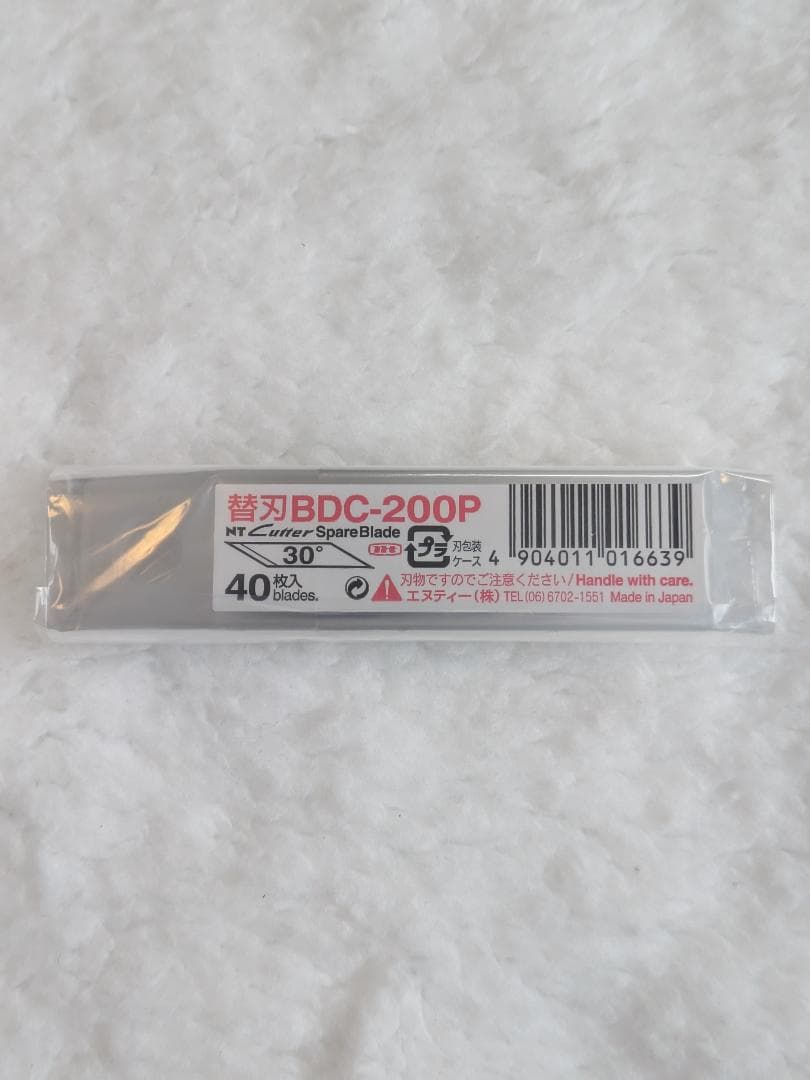 替刃BDC-200P
NT Cutter SpareBlade
30°
プラ
刃包装
ケース
40枚入
blades.
4 904011 016639
刃物ですのでご注意ください/Handle with care.
エヌティー(株) TEL(06)6702-1551 Made in Japan